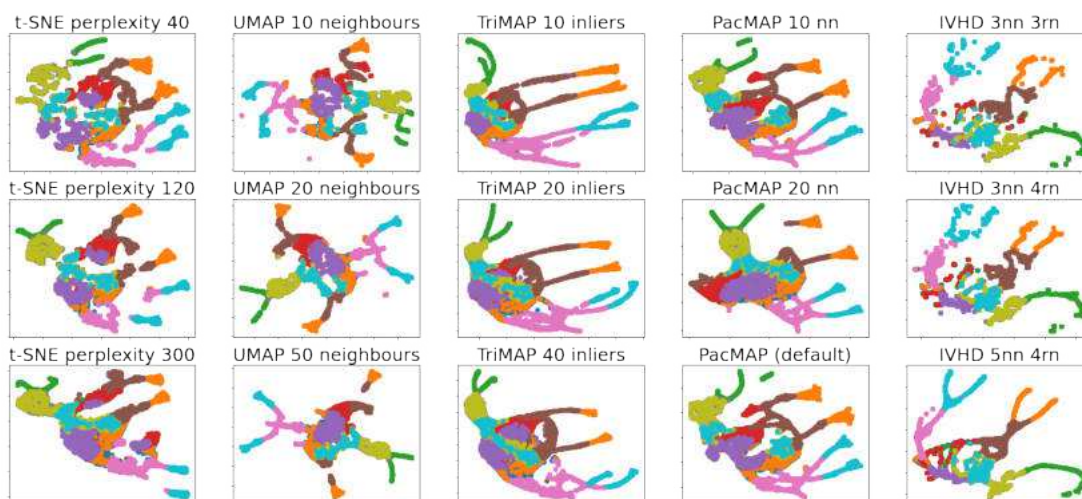 t-SNE perplexity 40
UMAP 10 neighbours
TriMAP 10 inliers
PacMAP 10 nn
IVHD 3nn 3rn
t-SNE perplexity 120
UMAP 20 neighbours
TriMAP 20 inliers
PacMAP 20 nn
IVHD 3nn 4rn
t-SNE perplexity 300
UMAP 50 neighbours
TriMAP 40 inliers
PacMAP (default)
IVHD 5nn 4rn